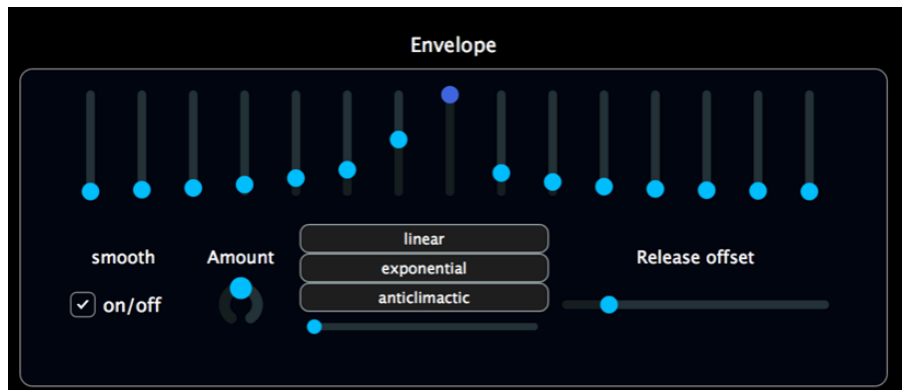 Envelope
smooth
Amount
linear
exponential
anticlimactic
Release offset
on/off